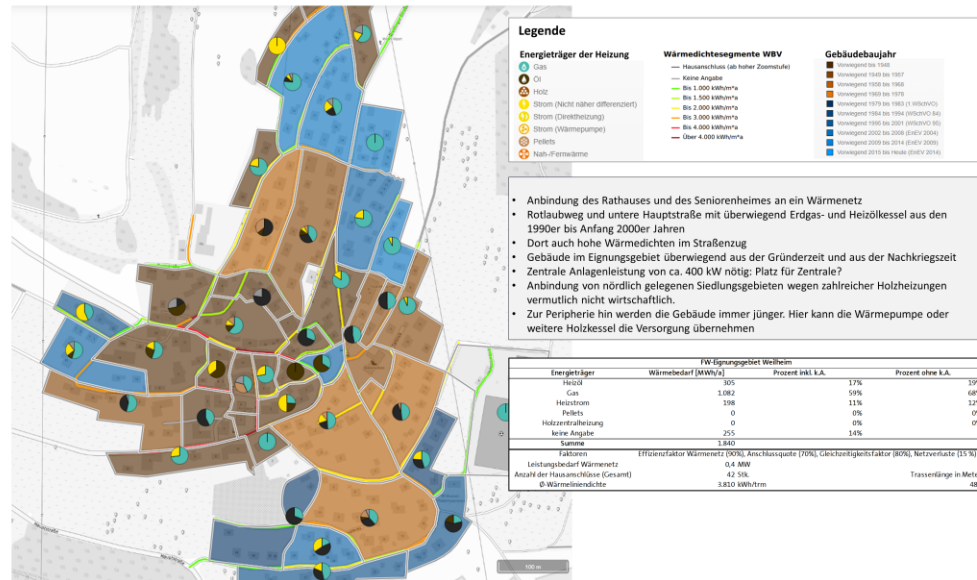 Legende
Energieträger der Heizung
Gas
Öl
Holz
Strom (Nicht näher differenziert)
Strom (Direktheizung)
Strom (Wärmepumpe)
Pellets
Nah-/Fernwärme
Wärmedichtesegmente WBV
Hausanschluss (ab hoher Zoomstufe)
Keine Angabe
Bis 1.000 kWh/m*a
Bis 1.500 kWh/m*a
Bis 2.000 kWh/m*a
Bis 3.000 kWh/m*a
Bis 4.000 kWh/m*a
Über 4.000 kWh/m*a
Gebäudebaujahr
Vorwiegend bis 1948
Vorwiegend 1949 bis 1957
Vorwiegend 1958 bis 1968
Vorwiegend 1969 bis 1978
Vorwiegend 1979 bis 1983 (1.WSchVO)
Vorwiegend 1984 bis 1994 (WSchVO 84)
Vorwiegend 1995 bis 2001 (WSchVO 95)
Vorwiegend 2002 bis 2008 (EnEV 2004)
Vorwiegend 2009 bis 2014 (EnEV 2009)
Vorwiegend 2015 bis Heute (EnEV 2014)
• Anbindung des Rathauses und des Seniorenheimes an ein Wärmenetz
• Rotlaubweg und untere Hauptstraße mit überwiegend Erdgas- und Heizölkessel aus den
1990er bis Anfang 2000er Jahren
• Dort auch hohe Wärmedichten im Straßenzug
• Gebäude im Eignungsgebiet überwiegend aus der Gründerzeit und aus der Nachkriegszeit
• Zentrale Anlagenleistung von ca. 400 kW nötig: Platz für Zentrale?
• Anbindung von nördlich gelegenen Siedlungsgebieten wegen zahlreicher Holzheizungen
vermutlich nicht wirtschaftlich.
• Zur Peripherie hin werden die Gebäude immer jünger. Hier kann die Wärmepumpe oder
weitere Holzkessel die Versorgung übernehmen
FW-Eignungsgebiet Weilheim
Energieträger Wärmebedarf [MWh/a] Prozent inkl. k.A. Prozent ohne k.A.
Heizöl 305 17% 19%
Gas 1.082 59% 68%
Heizstrom 198 11% 12%
Pellets 0 0% 0%
Holzzentralheizung 0 0% 0%
keine Angabe 255 14%
Summe 1.840
Faktoren Effizienzfaktor Wärmenetz (90%), Anschlussquote (70%), Gleichzeitigkeitsfaktor (80%), Netzverluste (15 %)
Leistungsbedarf Wärmenetz 0,4 MW
Anzahl der Hausanschlüsse (Gesamt) 42 Stk. Trassenlänge in Mete
Ø-Wärmeliniendichte 3.810 kWh/trm 48
100 m